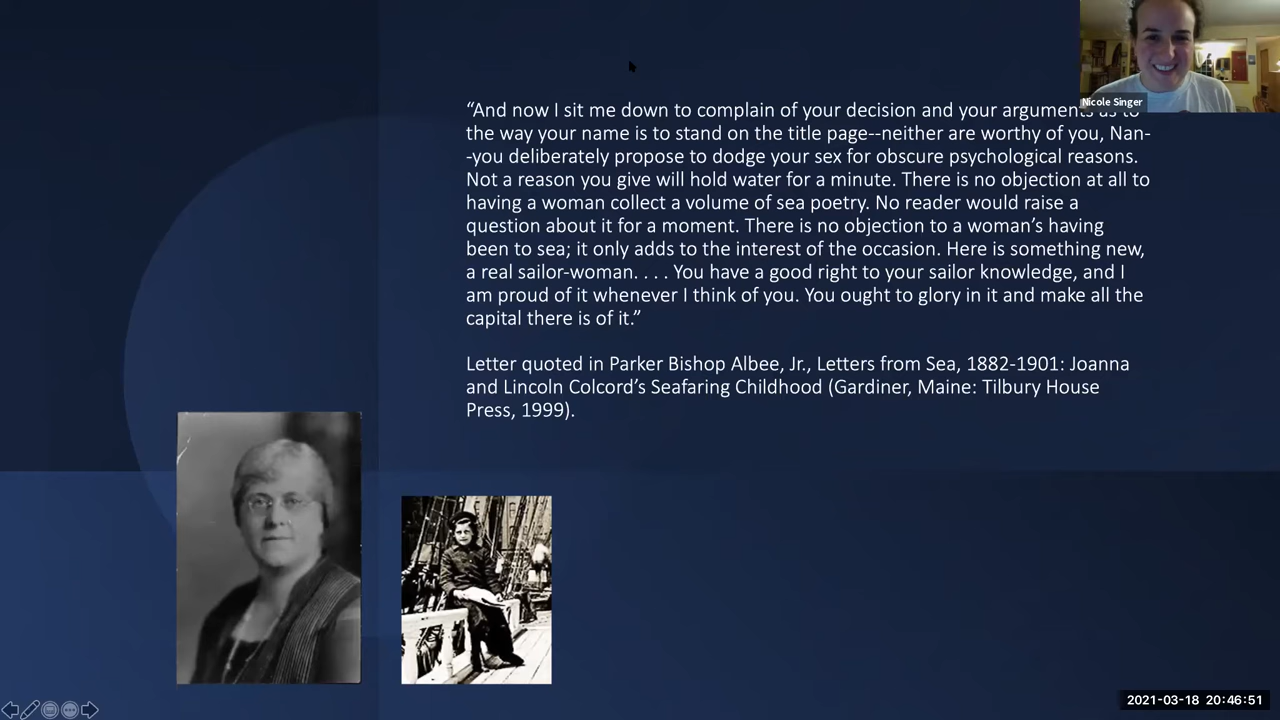 Nicole Singer
“And now I sit me down to complain of your decision and your arguments as to
the way your name is to stand on the title page--neither are worthy of you, Nan-
-you deliberately propose to dodge your sex for obscure psychological reasons.
Not a reason you give will hold water for a minute. There is no objection at all to
having a woman collect a volume of sea poetry. No reader would raise a
question about it for a moment. There is no objection to a woman’s having
been to sea; it only adds to the interest of the occasion. Here is something new,
a real sailor-woman. . . . You have a good right to your sailor knowledge, and I
am proud of it whenever I think of you. You ought to glory in it and make all the
capital there is of it.”
Letter quoted in Parker Bishop Albee, Jr., Letters from Sea, 1882-1901: Joanna
and Lincoln Colcord’s Seafaring Childhood (Gardiner, Maine: Tilbury House
Press, 1999).
2021-03-18 20:46:51